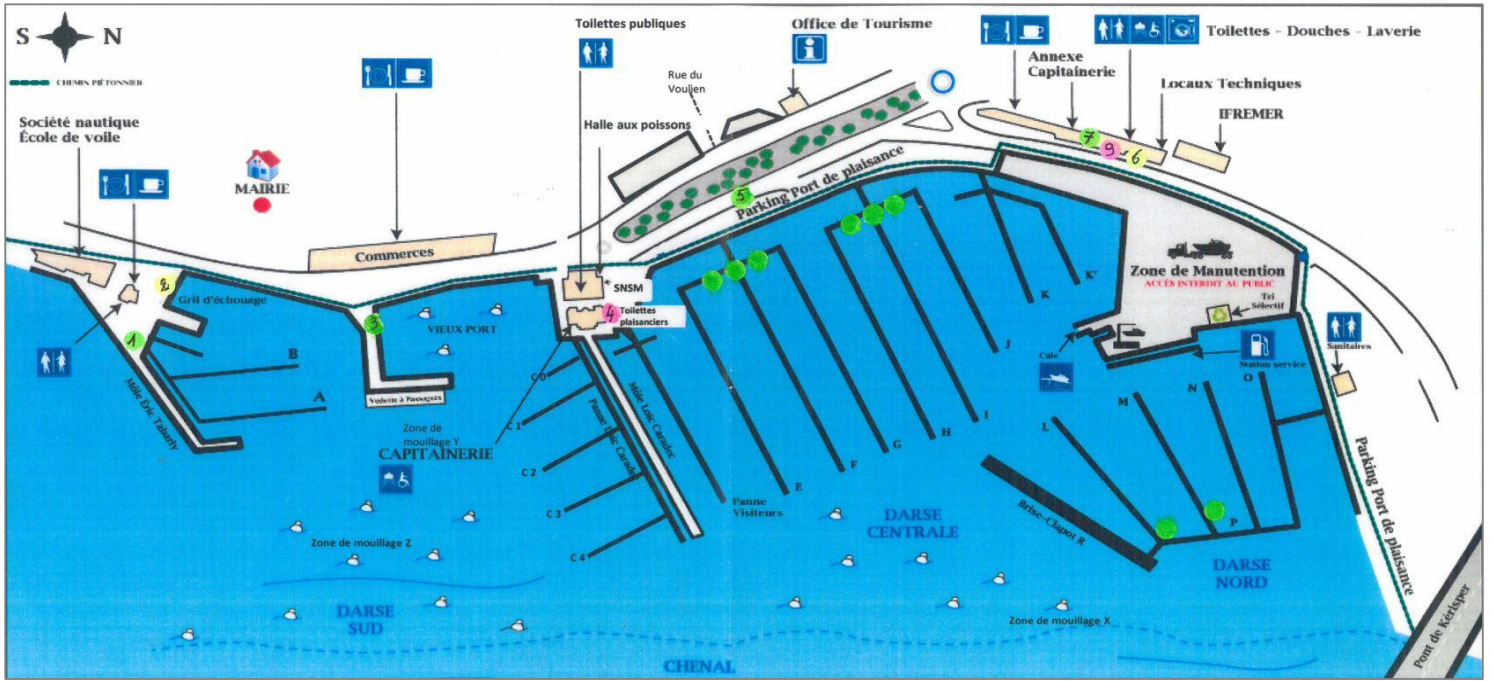 S N
CHEMIN PIÉTONNIER
Société nautique
École de voile
MAIRIE
Commerces
Toilettes publiques
Halle aux poissons
Rue du
Voulien
Office de Tourisme
i
Annexe
Capitainerie
Toilettes - Douches - Laverie
Locaux Techniques
IFREMER
7
9
6
5
Parking Port de plaisance
2
Gril d'échouage
1
B
A
Môle Eric Tabarly
3
VIEUX PORT
Vedette à Passagers
SNSM
4
Toilettes
plaisanciers
Zone de
mouillage Y
CAPITAINERIE
C 0
C 1
C 2
C 3
C 4
Panne Loïc Caradec
Môle Loïc Caradec
Panne
Visiteurs
E
F
G
H
I
J
K
K'
Zone de Manutention
ACCÈS INTERDIT AU PUBLIC
Tri
Sélectif
Cale
Station service
Sanitaires
L
M
N
O
P
Brise-Clapot R
Parking Port de plaisance
Zone de mouillage Z
DARSE
SUD
DARSE
CENTRALE
DARSE
NORD
Zone de mouillage X
CHENAL
Pont de Kérisper